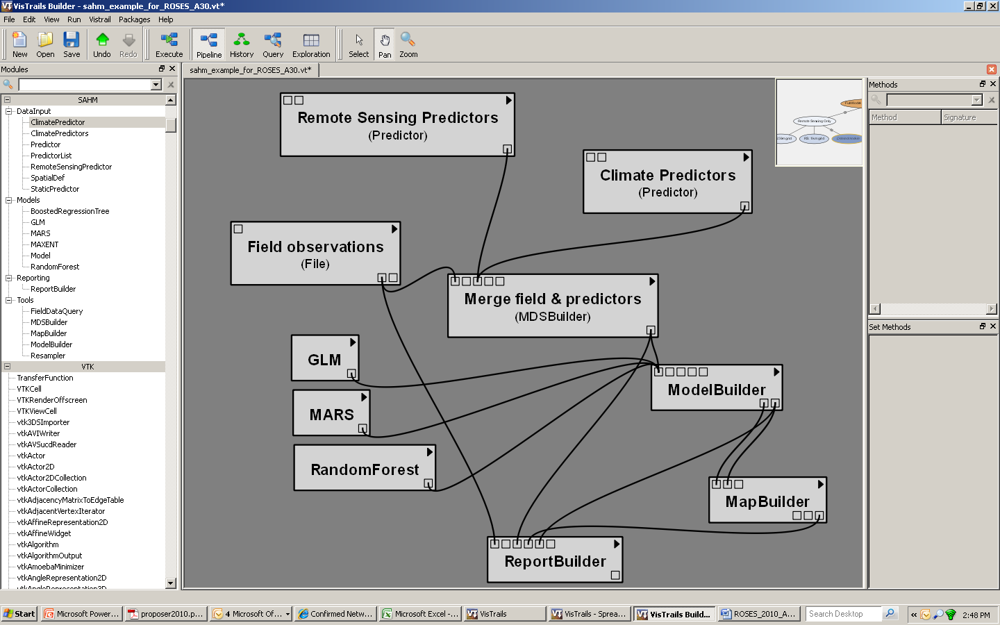 VisTrails Builder - sahm_example_for_ROSES_A30.vt*
File Edit View Run Vistrail Packages Help
New Open Save Undo Redo Execute Pipeline History Query Exploration Select Pan Zoom
Modules
sahm_example_for_ROSES_A30.vt*
SAHM
DataInput
ClimatePredictor
ClimatePredictors
Predictor
PredictorList
RemoteSensingPredictor
SpatialDef
StaticPredictor
Models
BoostedRegressionTree
GLM
MARS
MAXENT
Model
RandomForest
Reporting
ReportBuilder
Tools
FieldDataQuery
MDSBuilder
MapBuilder
ModelBuilder
Resampler
VTK
TransferFunction
VTKCell
VTKRenderOffscreen
VTKViewCell
vtk3DSImporter
vtkAVIWriter
vtkAVSucdReader
vtkActor
vtkActor2D
vtkActor2DCollection
vtkActorCollection
vtkAdjacencyMatrixToEdgeTable
vtkAdjacentVertexIterator
vtkAffineRepresentation2D
vtkAffineWidget
vtkAlgorithm
vtkAlgorithmOutput
vtkAmoebaMinimizer
vtkAngleRepresentation2D
vtkAngleRepresentation3D
Remote Sensing Predictors
(Predictor)
Climate Predictors
(Predictor)
Field observations
(File)
Merge field & predictors
(MDSBuilder)
GLM
MARS
RandomForest
ModelBuilder
MapBuilder
ReportBuilder
Full Model
Remote Sensing Only
250mgrid
RS: 1kmgrid
Methods
Method Signature
Set Methods
Start
Microsoft Power...
proposer2010.p...
4 Microsoft Of...
Confirmed Netw...
Microsoft Excel -...
VisTrails
VisTrails - Sprea...
VisTrails Build...
ROSES_2010_A...
Search Desktop
2:48 PM